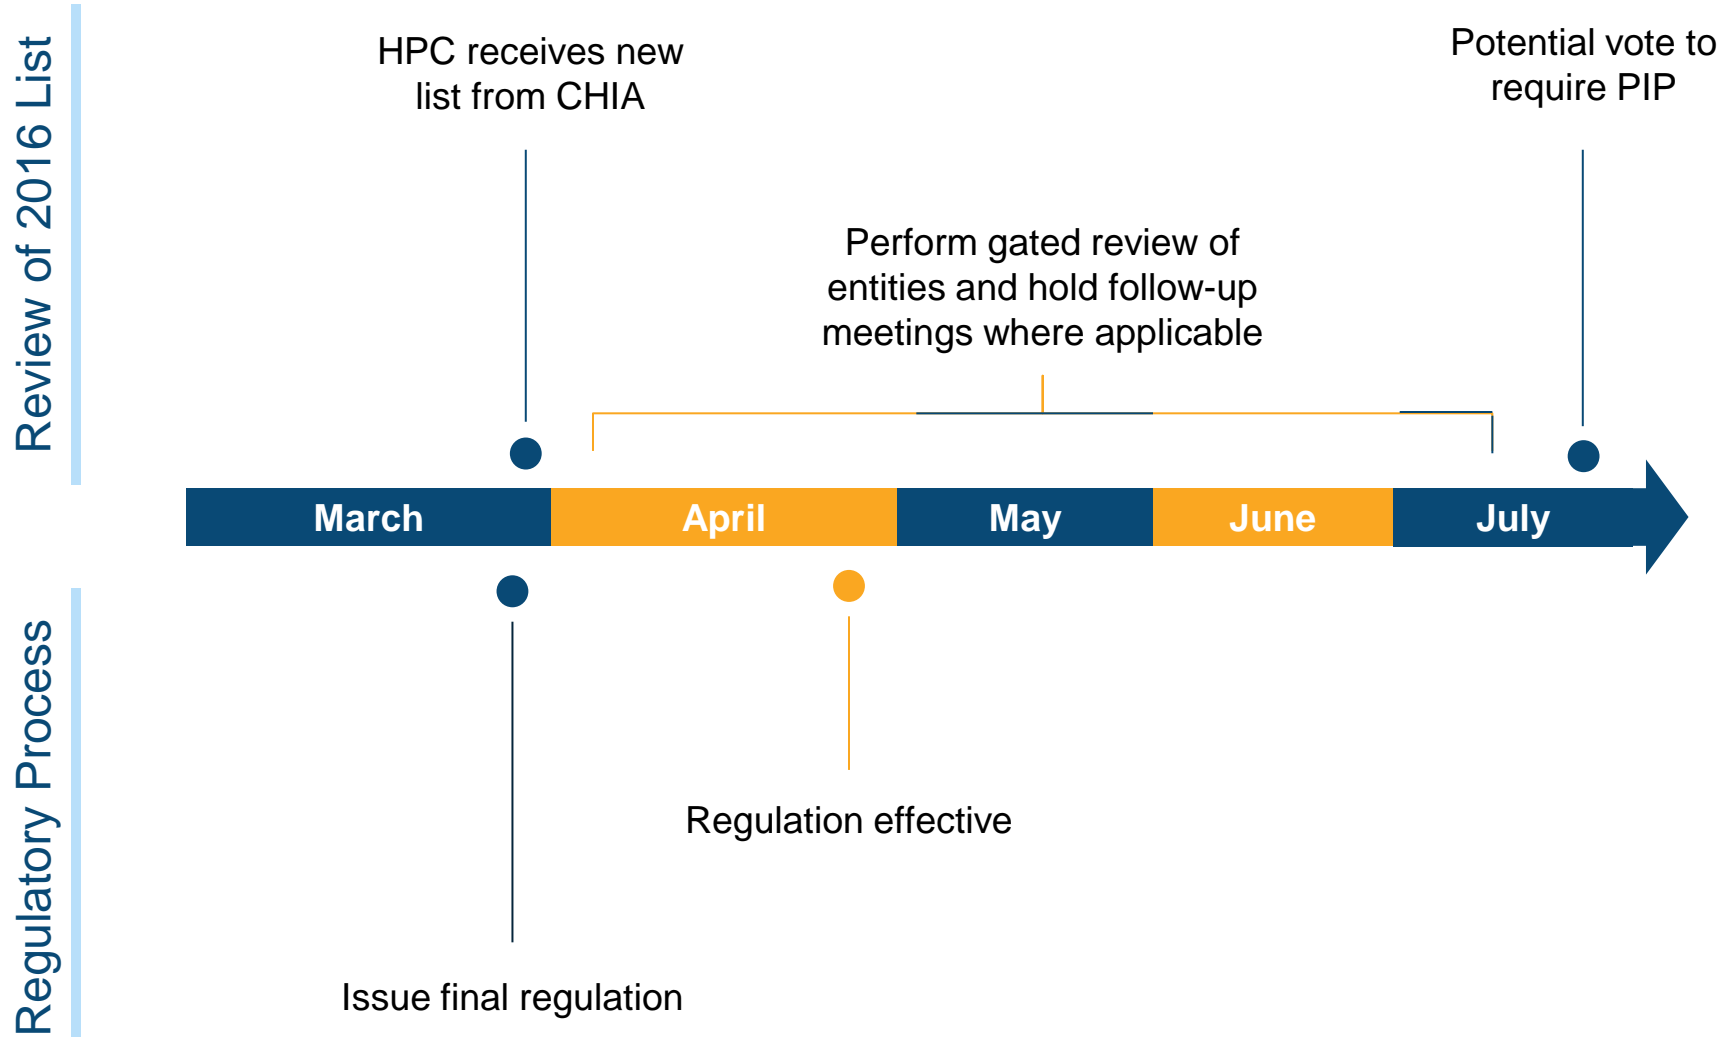 Review of 2016 List
HPC receives new
list from CHIA
Potential vote to
require PIP
Perform gated review of
entities and hold follow-up
meetings where applicable
March
April
May
June
July
Regulatory Process
Regulation effective
Issue final regulation